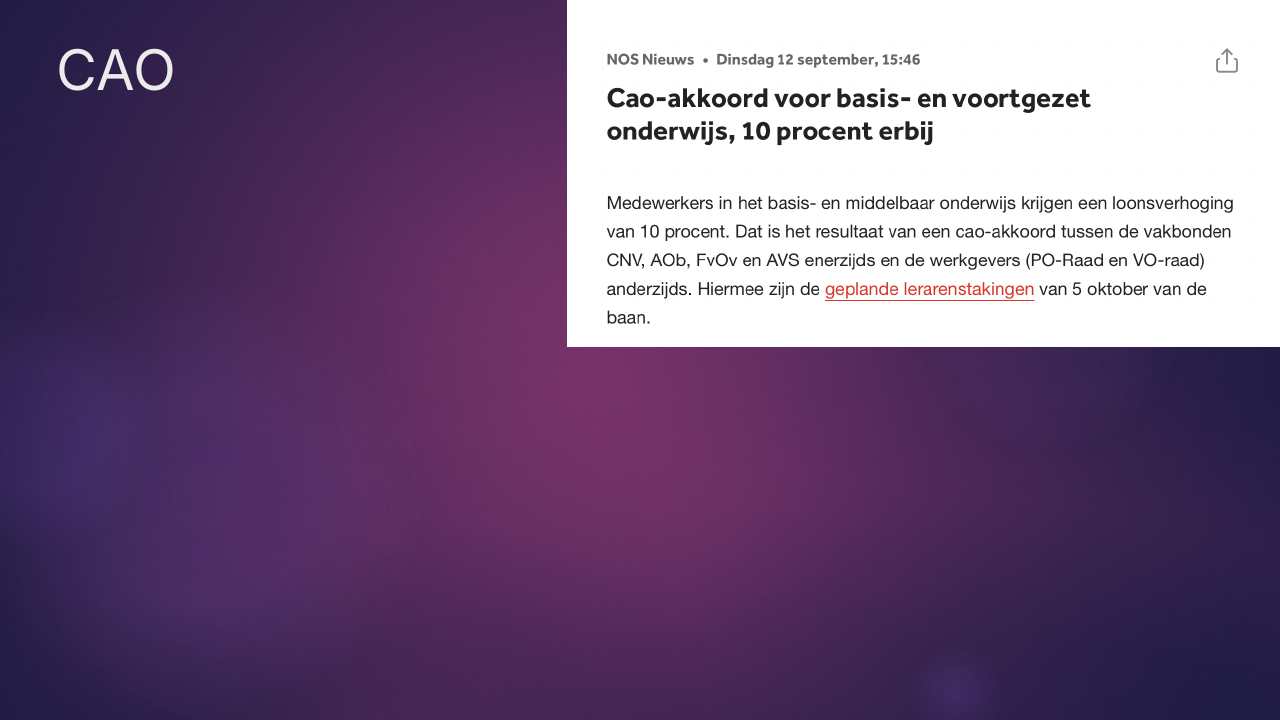 CAO
NOS Nieuws • Dinsdag 12 september, 15:46
Cao-akkoord voor basis- en voortgezet
onderwijs, 10 procent erbij
Medewerkers in het basis- en middelbaar onderwijs krijgen een loonsverhoging
van 10 procent. Dat is het resultaat van een cao-akkoord tussen de vakbonden
CNV, AOb, FvOv en AVS enerzijds en de werkgevers (PO-Raad en VO-raad)
anderzijds. Hiermee zijn de geplande lerarenstakingen van 5 oktober van de
baan.